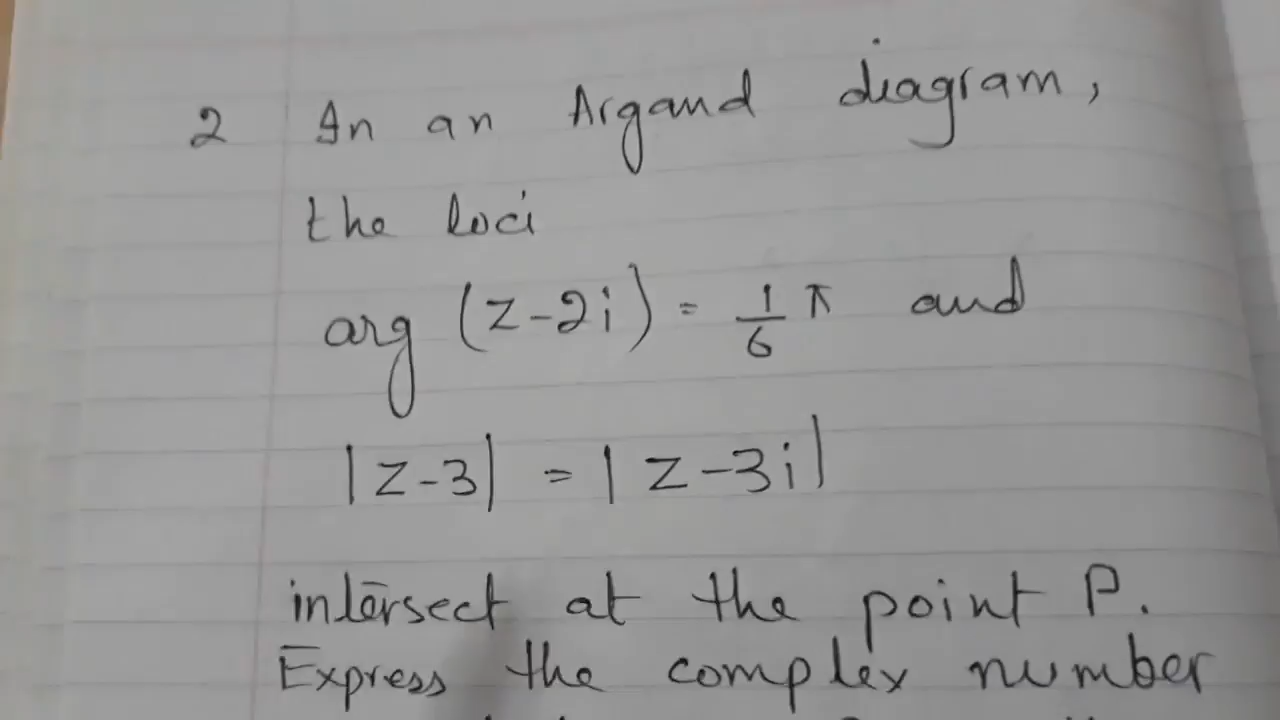 2 In an Argand diagram,
the loci
arg (z-2i) = 1/6 π and
|z-3| = |z-3i|
intersect at the point P.
Express the complex number